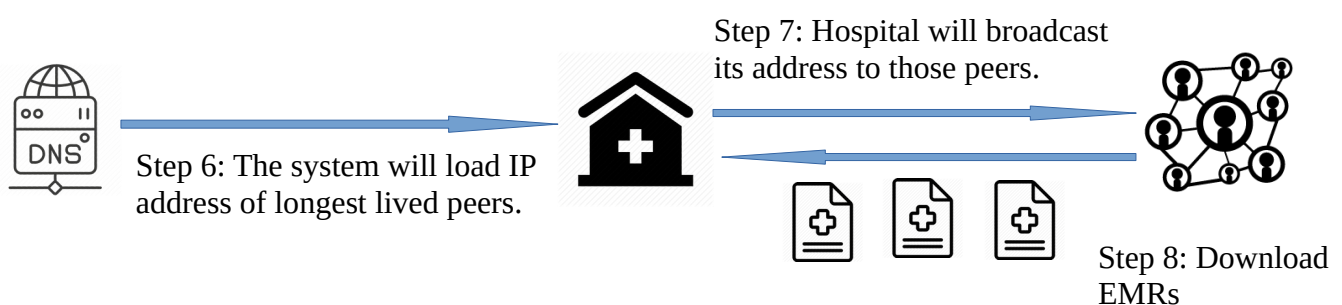 Step 7: Hospital will broadcast
its address to those peers.
DNS
Step 6: The system will load IP
address of longest lived peers.
Step 8: Download
EMRs